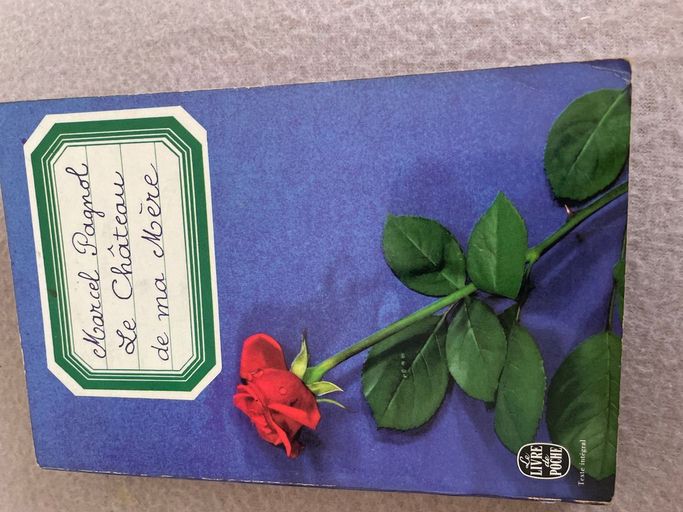 Marcel Pagnol
Le Château
de ma Mère
Le
LIVRE
de
POCHE
Texte intégral